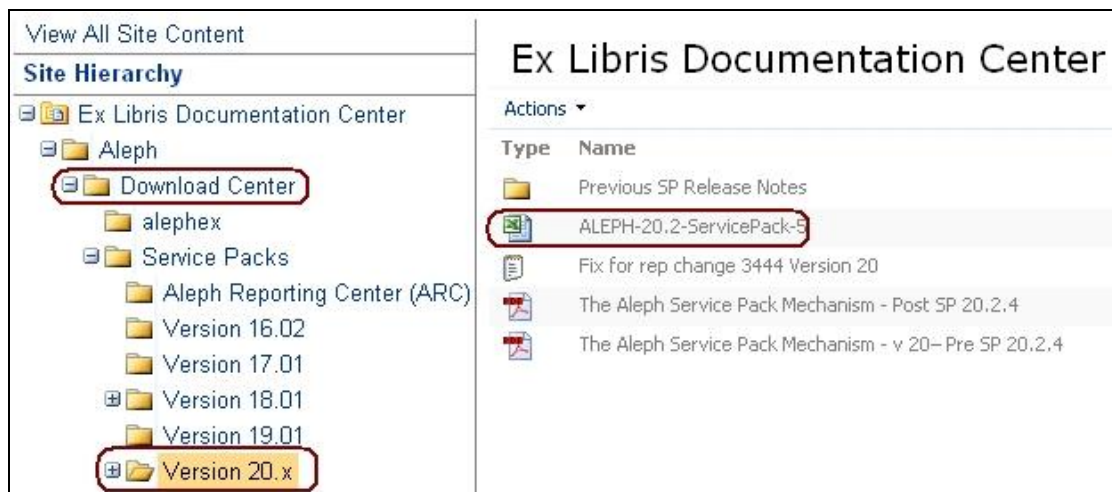 View All Site Content
Site Hierarchy
Ex Libris Documentation Center
Aleph
Download Center
alephex
Service Packs
Aleph Reporting Center (ARC)
Version 16.02
Version 17.01
Version 18.01
Version 19.01
Version 20.x
Ex Libris Documentation Center
Actions
Type Name
Previous SP Release Notes
ALEPH-20.2-ServicePack-5
Fix for rep change 3444 Version 20
The Aleph Service Pack Mechanism - Post SP 20.2.4
The Aleph Service Pack Mechanism - v 20– Pre SP 20.2.4